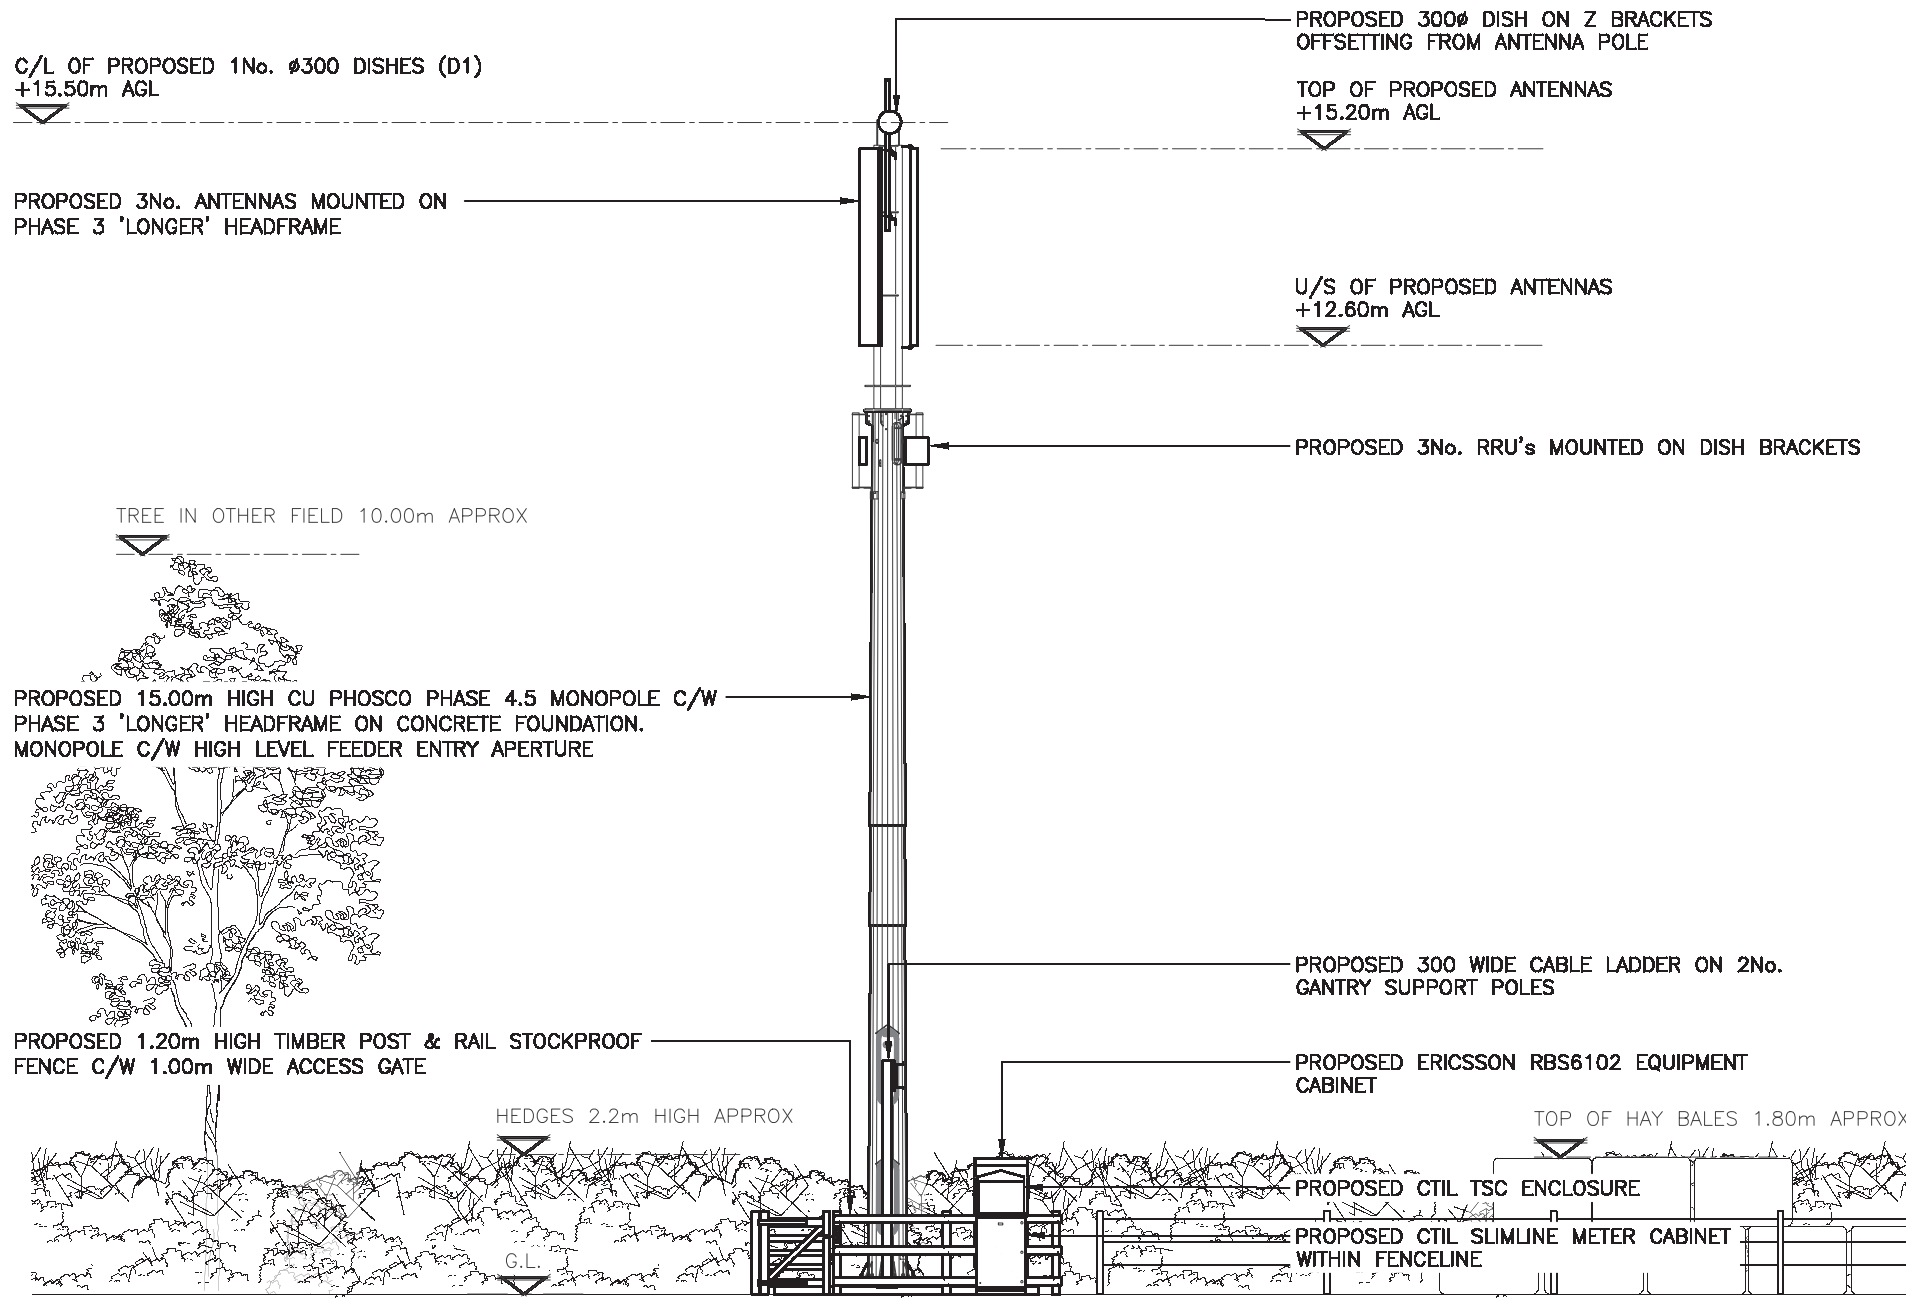 PROPOSED 300ø DISH ON Z BRACKETS
OFFSETTING FROM ANTENNA POLE
C/L OF PROPOSED 1No. ø300 DISHES (D1)
+15.50m AGL
TOP OF PROPOSED ANTENNAS
+15.20m AGL
PROPOSED 3No. ANTENNAS MOUNTED ON
PHASE 3 'LONGER' HEADFRAME
U/S OF PROPOSED ANTENNAS
+12.60m AGL
PROPOSED 3No. RRU's MOUNTED ON DISH BRACKETS
TREE IN OTHER FIELD 10.00m APPROX
PROPOSED 15.00m HIGH CU PHOSCO PHASE 4.5 MONOPOLE C/W
PHASE 3 'LONGER' HEADFRAME ON CONCRETE FOUNDATION.
MONOPOLE C/W HIGH LEVEL FEEDER ENTRY APERTURE
PROPOSED 300 WIDE CABLE LADDER ON 2No.
GANTRY SUPPORT POLES
PROPOSED 1.20m HIGH TIMBER POST & RAIL STOCKPROOF
FENCE C/W 1.00m WIDE ACCESS GATE
PROPOSED ERICSSON RBS6102 EQUIPMENT
CABINET
HEDGES 2.2m HIGH APPROX
TOP OF HAY BALES 1.80m APPROX
PROPOSED CTIL TSC ENCLOSURE
PROPOSED CTIL SLIMLINE METER CABINET
WITHIN FENCELINE
G.L.